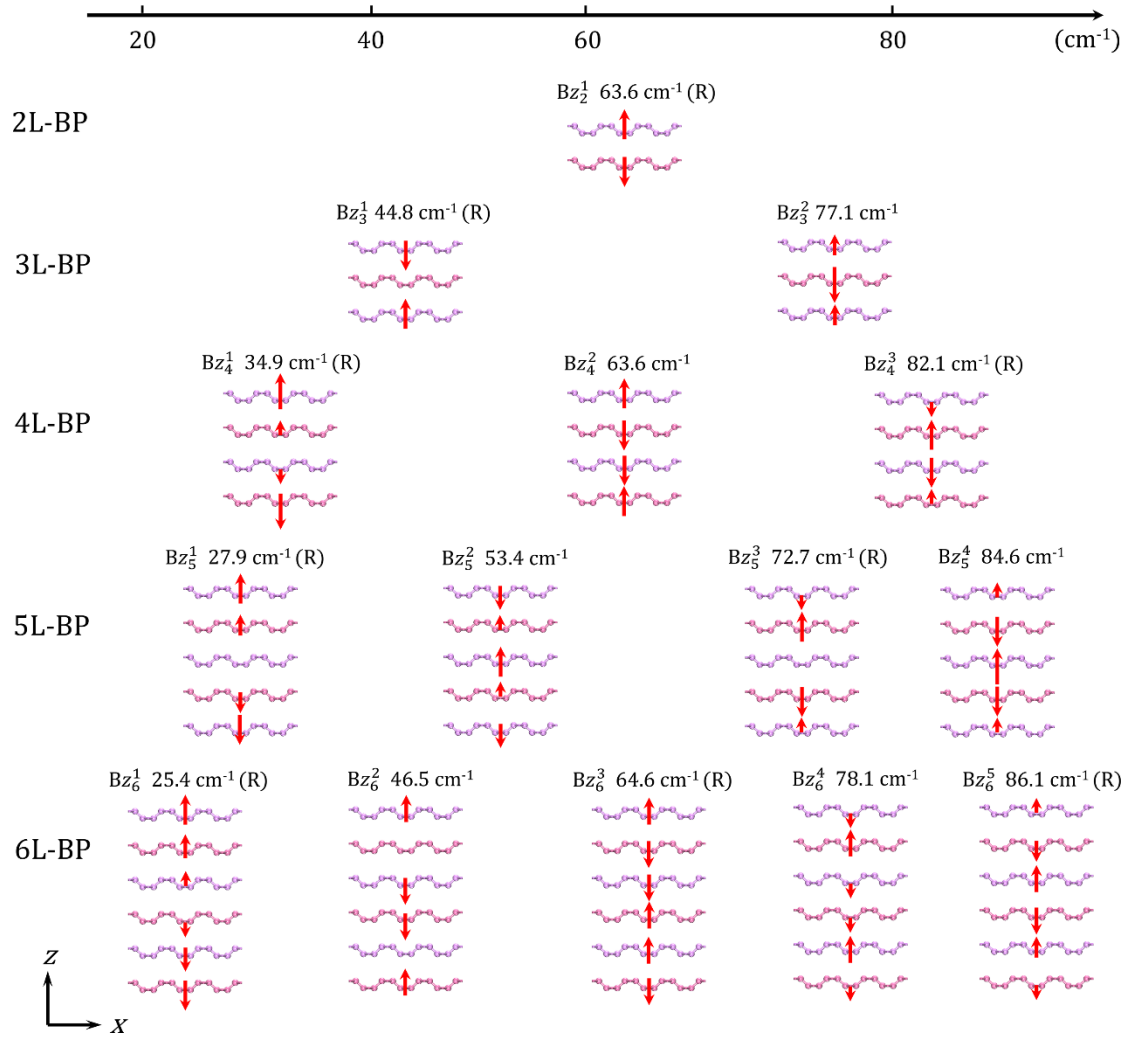 20 40 60 80 (cm⁻¹)
2L-BP
Bz₂¹ 63.6 cm⁻¹ (R)
3L-BP
Bz₃¹ 44.8 cm⁻¹ (R)
Bz₃² 77.1 cm⁻¹
4L-BP
Bz₄¹ 34.9 cm⁻¹ (R)
Bz₄² 63.6 cm⁻¹
Bz₄³ 82.1 cm⁻¹ (R)
5L-BP
Bz₅¹ 27.9 cm⁻¹ (R)
Bz₅² 53.4 cm⁻¹
Bz₅³ 72.7 cm⁻¹ (R)
Bz₅⁴ 84.6 cm⁻¹
6L-BP
Bz₆¹ 25.4 cm⁻¹ (R)
Bz₆² 46.5 cm⁻¹
Bz₆³ 64.6 cm⁻¹ (R)
Bz₆⁴ 78.1 cm⁻¹
Bz₆⁵ 86.1 cm⁻¹ (R)
z
x